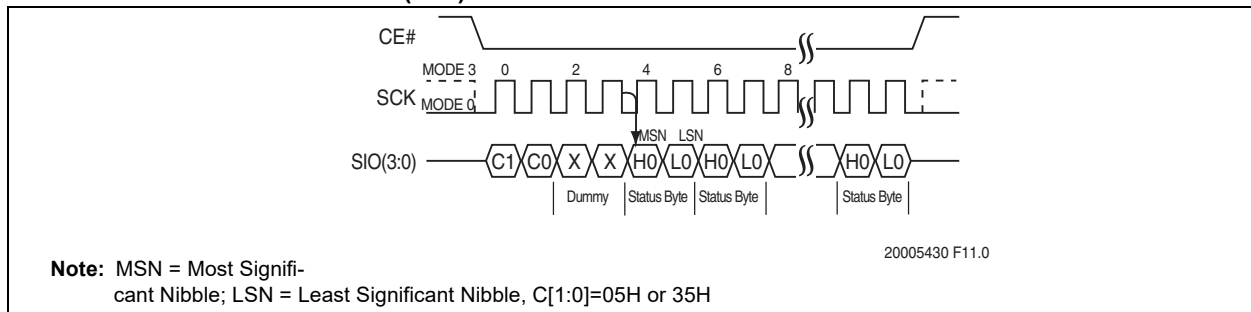 CE#
MODE 3 0 2 4 6 8
SCK MODE 0
MSN LSN
SIO(3:0) C1 C0 X X H0 L0 H0 L0 H0 L0
Dummy Status Byte Status Byte Status Byte
20005430 F11.0
Note: MSN = Most Signifi-
cant Nibble; LSN = Least Significant Nibble, C[1:0]=05H or 35H